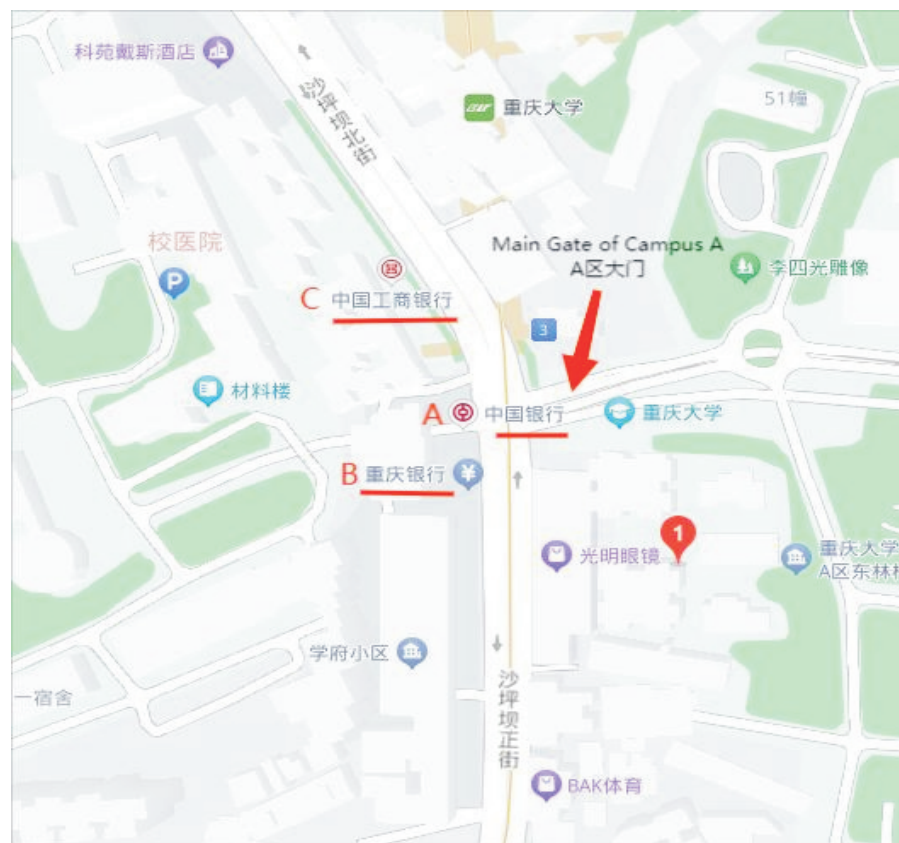 科苑戴斯酒店
沙坪坝北街
重庆大学
51幢
校医院
Main Gate of Campus A
A区大门
李四光雕像
P
C 中国工商银行
3
材料楼
A 中国银行
重庆大学
B 重庆银行
¥
1
光明眼镜
重庆大学
A区东林村
学府小区
一宿舍
沙坪坝正街
BAK体育